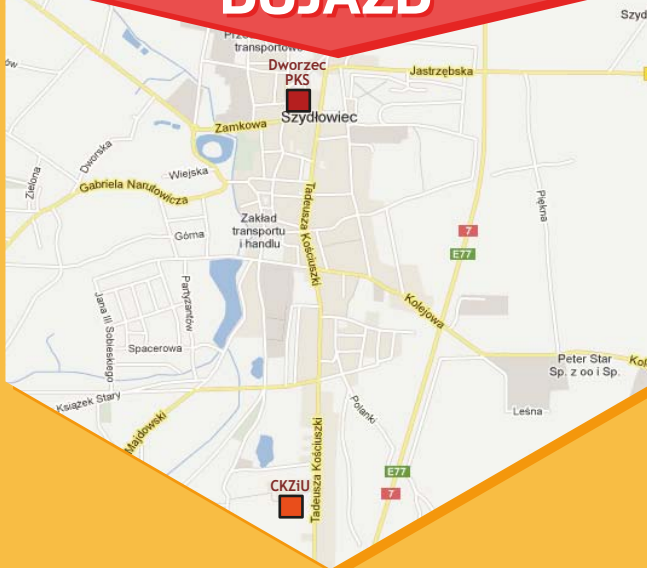 DOJAZD
Szyd
transportowe
Dworzec
PKS
Jastrzębska
Szydłowiec
Zamkowa
Dworska
Wiejska
Zielona
Gabriela Narutowicza
Tadeusza Kościuszki
Piękna
Zakład
transportu
i handlu
Górna
7
E77
Partyzantów
Jana III Sobieskiego
Kolejowa
Spacerowa
Peter Star
Sp. z oo i Sp.
Kol
Książek Stary
Polanki
Leśna
Majdowski
Tadeusza Kościuszki
E77
CKZiU
7